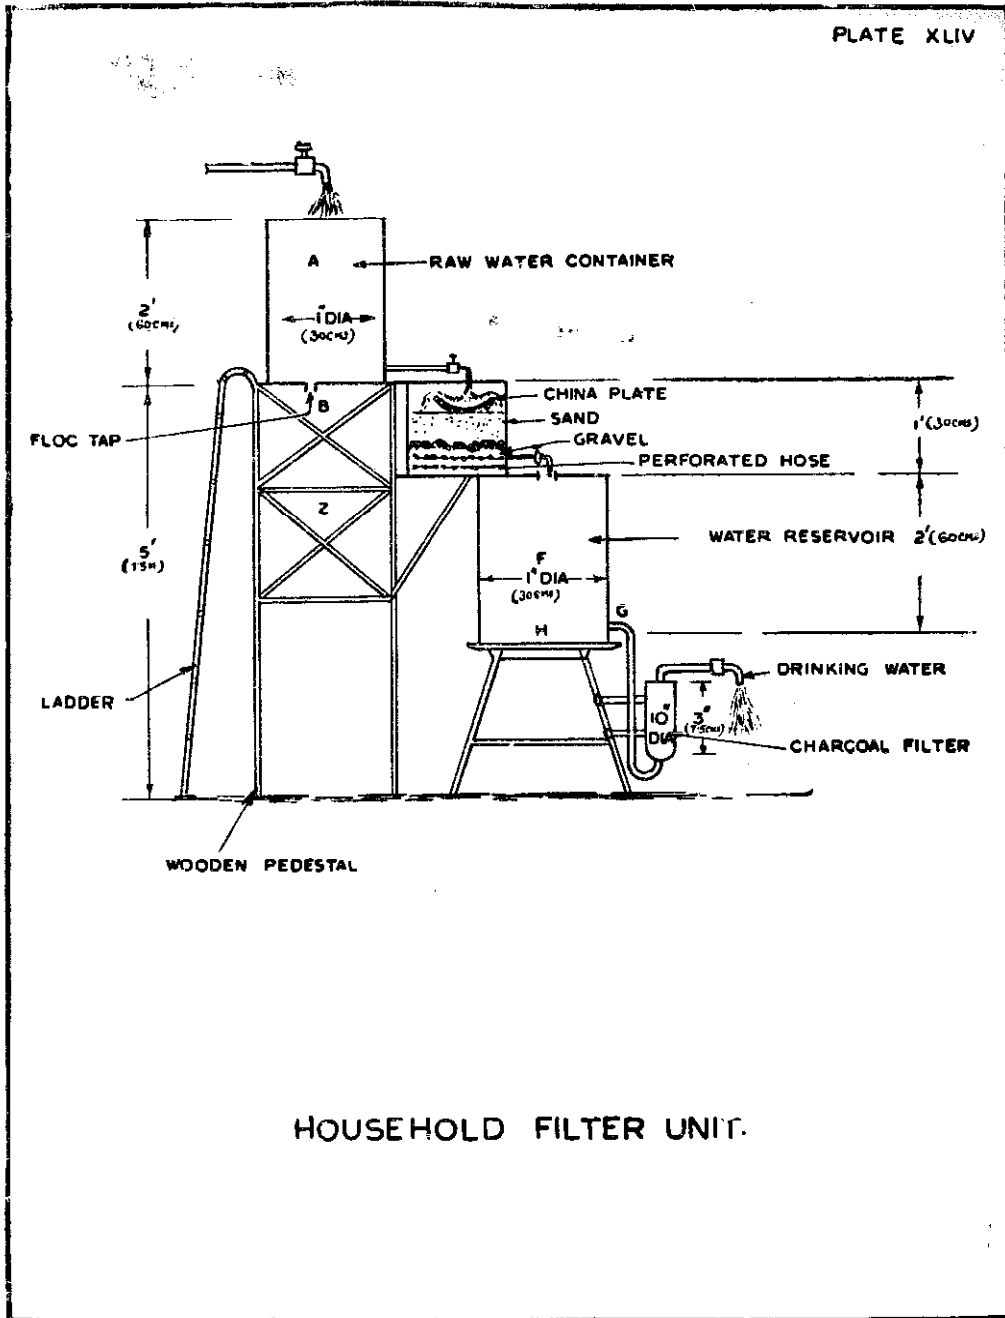 PLATE XLIV
A
RAW WATER CONTAINER
2'
(60CMS)
1" DIA
(30CMS)
B
FLOC TAP
CHINA PLATE
SAND
GRAVEL
PERFORATED HOSE
1'(30CMS)
Z
5'
(1.5M)
WATER RESERVOIR
2'(60CMS)
F
1" DIA
(30CMS)
G
H
DRINKING WATER
LADDER
10"
DIA
3"
(7.5CMS)
CHARCOAL FILTER
WOODEN PEDESTAL
HOUSEHOLD FILTER UNIT.